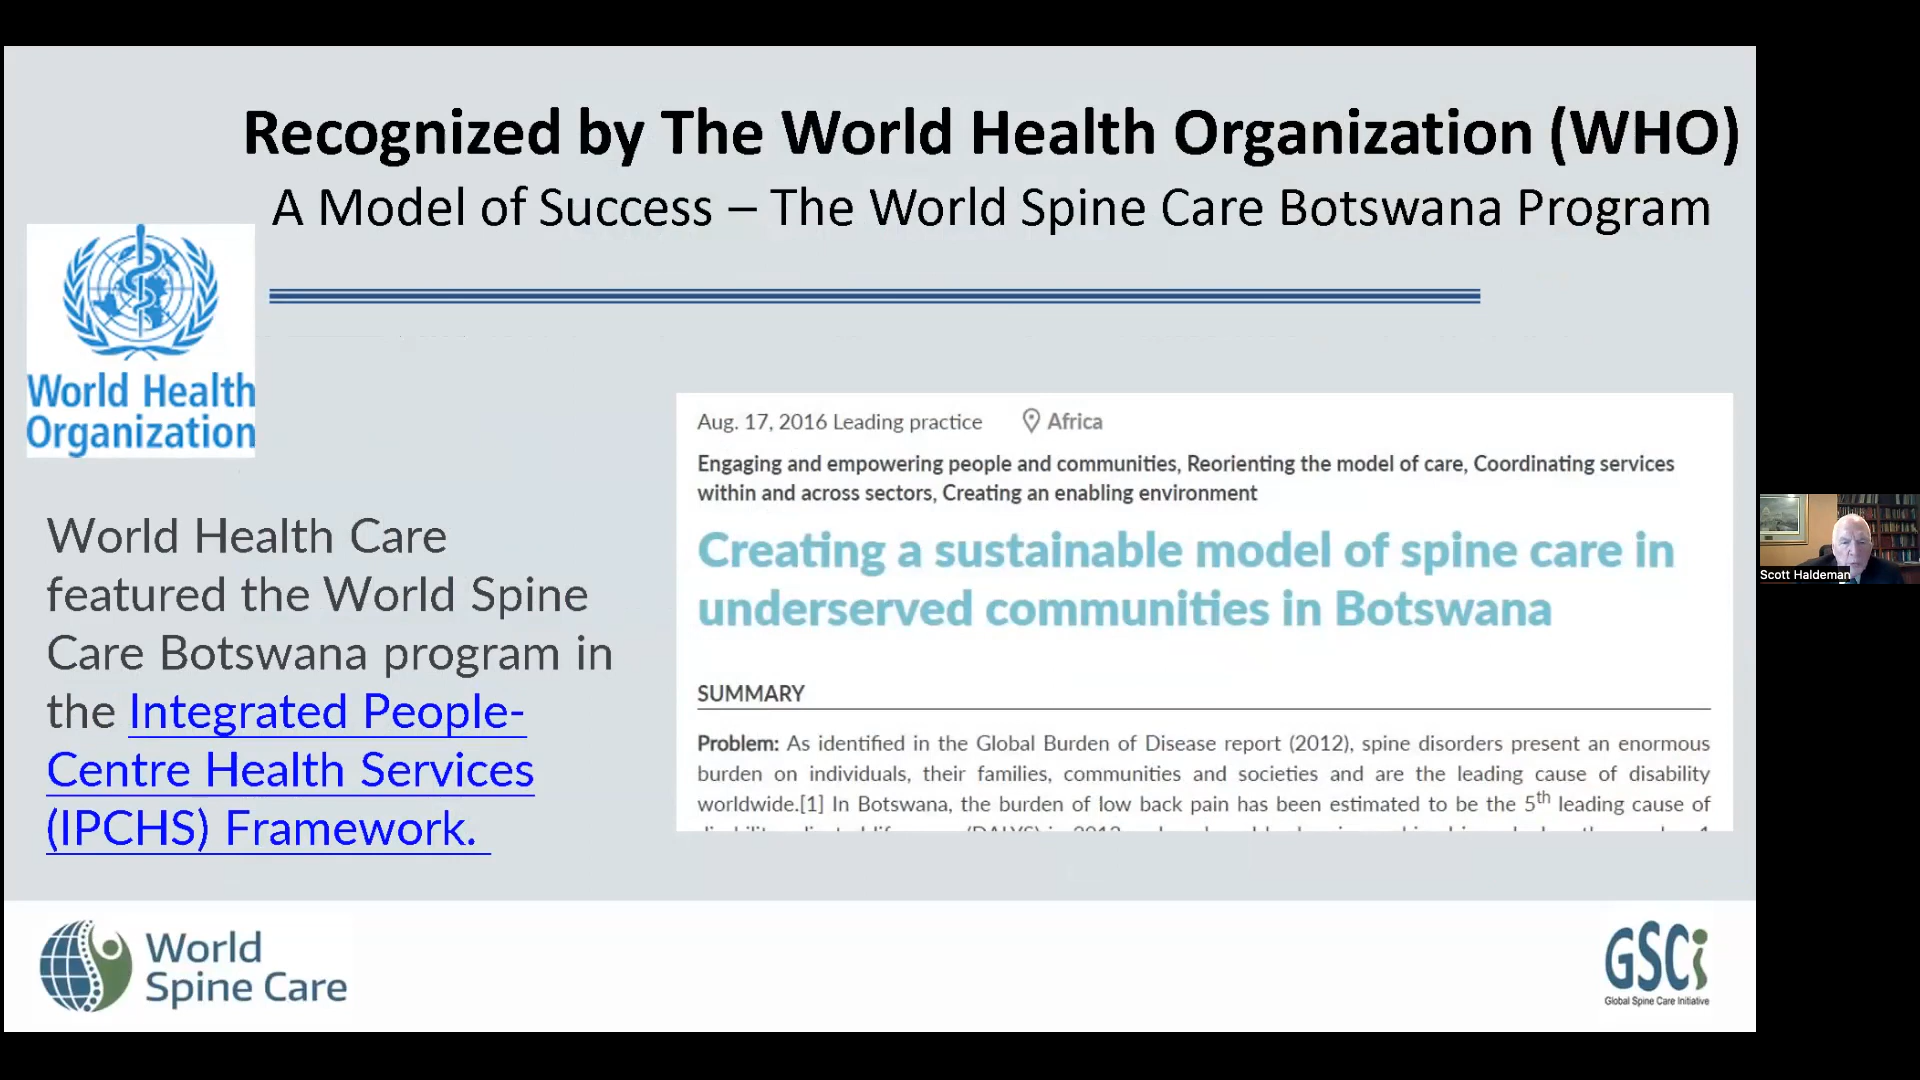 Recognized by The World Health Organization (WHO)
A Model of Success – The World Spine Care Botswana Program
World Health
Organization
World Health Care
featured the World Spine
Care Botswana program in
the Integrated People-
Centre Health Services
(IPCHS) Framework.
Aug. 17, 2016 Leading practice Africa
Engaging and empowering people and communities, Reorienting the model of care, Coordinating services
within and across sectors, Creating an enabling environment
Creating a sustainable model of spine care in
underserved communities in Botswana
SUMMARY
Problem: As identified in the Global Burden of Disease report (2012), spine disorders present an enormous
burden on individuals, their families, communities and societies and are the leading cause of disability
worldwide.[1] In Botswana, the burden of low back pain has been estimated to be the 5th leading cause of
Scott Haldeman
World
Spine Care
GSCi
Global Spine Care Initiative